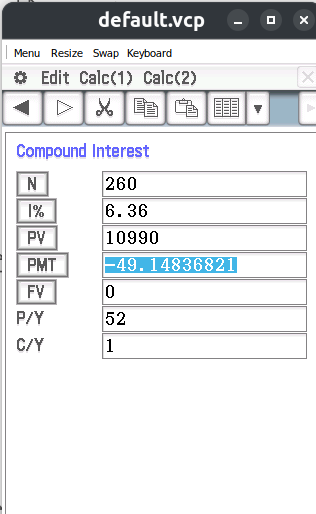 default.vcp
Menu Resize Swap Keyboard
Edit Calc(1) Calc(2)
Compound Interest
N 260
I% 6.36
PV 10990
PMT -49.14836821
FV 0
P/Y 52
C/Y 1